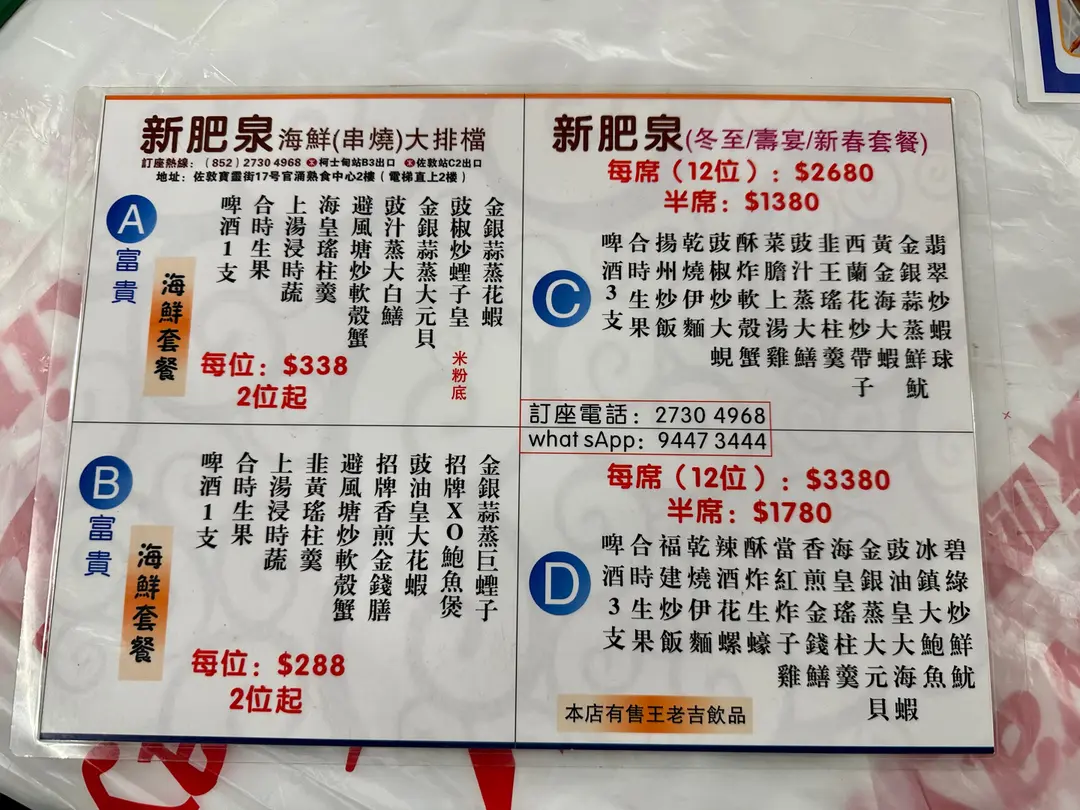 新肥泉海鮮(串燒)大排檔
訂座熱線：（852）2730 4968 柯士甸站B3出口 佐敦站C2出口
地址：佐敦寶靈街17号官涌熟食中心2樓（電梯直上2樓）
A
富貴
海鮮套餐
金銀蒜蒸花蝦
豉椒炒蟶子皇
米粉底
金銀蒜蒸大元貝
豉汁蒸大白鱔
避風塘炒軟殼蟹
海皇瑤柱羹
上湯浸時蔬
合時生果
啤酒1支
每位：$338
2位起
B
富貴
海鮮套餐
金銀蒜蒸巨蟶子
招牌XO鮑魚煲
豉油皇大花蝦
招牌香煎金錢膳
避風塘炒軟殼蟹
韭黃瑤柱羹
上湯浸時蔬
合時生果
啤酒1支
每位：$288
2位起
新肥泉(冬至/壽宴/新春套餐)
每席（12位）：$2680
半席：$1380
C
翡翠炒蝦球
金銀蒜蒸鮮魷
黃金海大蝦
西蘭花炒帶子
韭王瑤柱羹
豉汁蒸大鱔
菜膽上湯雞
酥炸軟殼蟹
豉椒炒大蜆
乾燒伊麵
揚州炒飯
合時生果
啤酒3支
訂座電話：2730 4968
whatsApp：9447 3444
每席（12位）：$3380
半席：$1780
D
碧綠炒鮮魷
冰鎮大鮑魚
豉油皇大海蝦
金銀蒸大元貝
海皇瑤柱羹
香煎金錢鱔
當紅炸子雞
酥炸生蠔
辣酒花螺
乾燒伊麵
福建炒飯
合時生果
啤酒3支
本店有售王老吉飲品